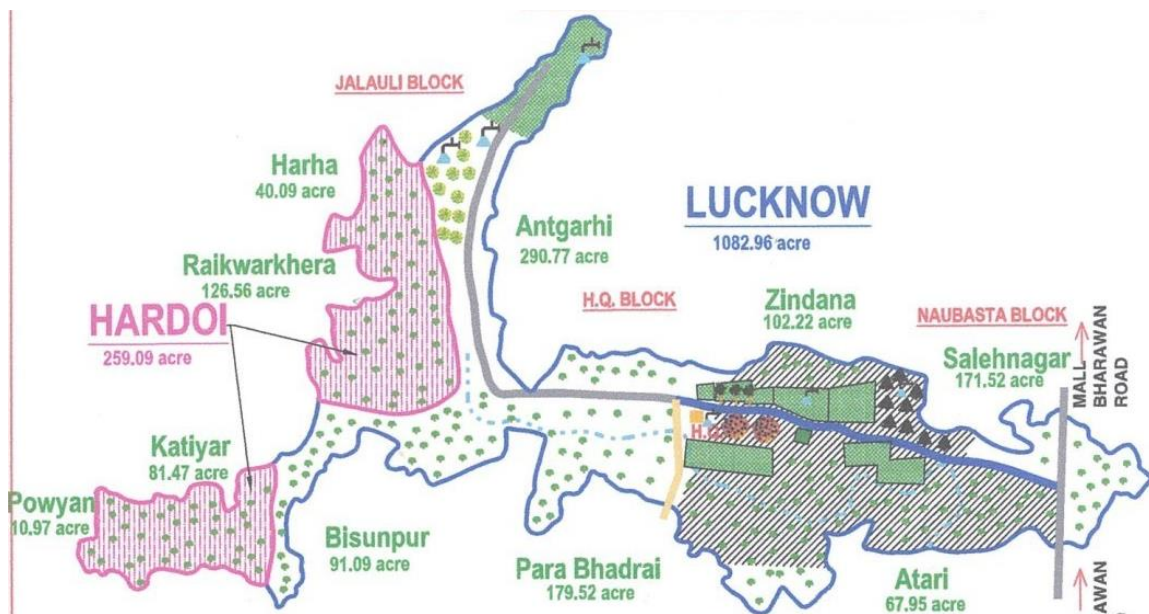 JALAULI BLOCK
Harha
40.09 acre
Antgarhi
290.77 acre
LUCKNOW
1082.96 acre
Raikwarkhera
126.56 acre
H.Q. BLOCK
Zindana
102.22 acre
NAUBASTA BLOCK
HARDOI
259.09 acre
Salehnagar
171.52 acre
MALL
BHARAWAN
ROAD
Katiyar
81.47 acre
Powyan
10.97 acre
Bisunpur
91.09 acre
Para Bhadrai
179.52 acre
Atari
67.95 acre
AWAN